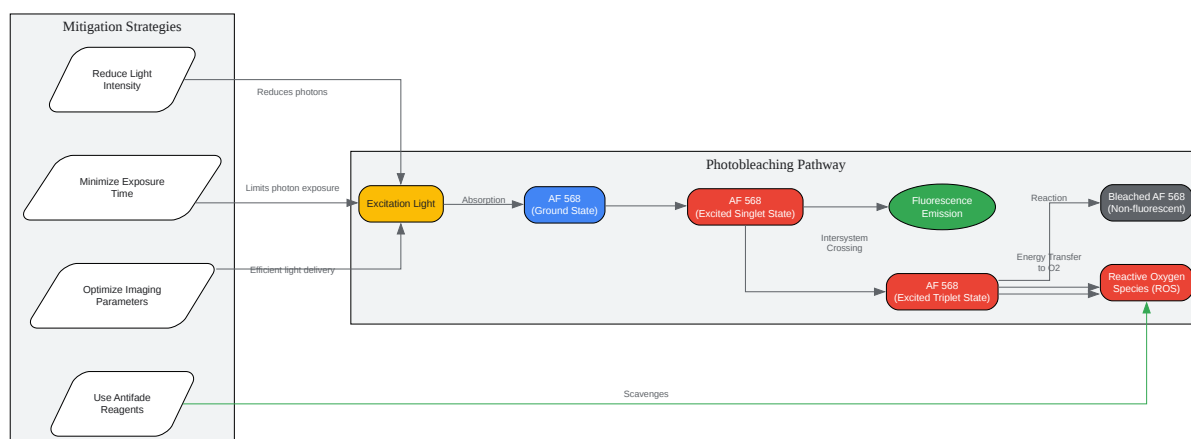 Mitigation Strategies
Reduce Light
Intensity
Reduces photons
Minimize Exposure
Time
Limits photon exposure
Optimize Imaging
Parameters
Efficient light delivery
Use Antifade
Reagents
Scavenges
Photobleaching Pathway
Excitation Light
Absorption
AF 568
(Ground State)
AF 568
(Excited Singlet State)
Fluorescence
Emission
Intersystem
Crossing
AF 568
(Excited Triplet State)
Reaction
Energy Transfer
to O2
Bleached AF 568
(Non-fluorescent)
Reactive Oxygen
Species (ROS)